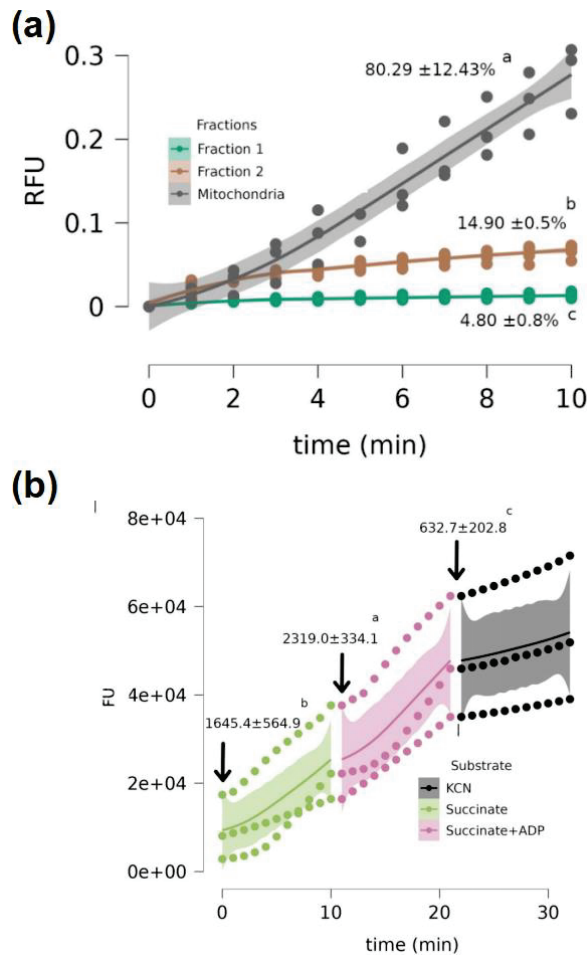 (a)
0.3
0.2
0.1
0
RFU
80.29 ±12.43% a
Fractions
Fraction 1
Fraction 2
Mitochondria
b
14.90 ±0.5%
4.80 ±0.8% c
0 2 4 6 8 10
time (min)
(b)
8e+04
6e+04
4e+04
2e+04
0e+00
FU
c
632.7±202.8
a
2319.0±334.1
b
1645.4±564.9
Substrate
KCN
Succinate
Succinate+ADP
0 10 20 30
time (min)